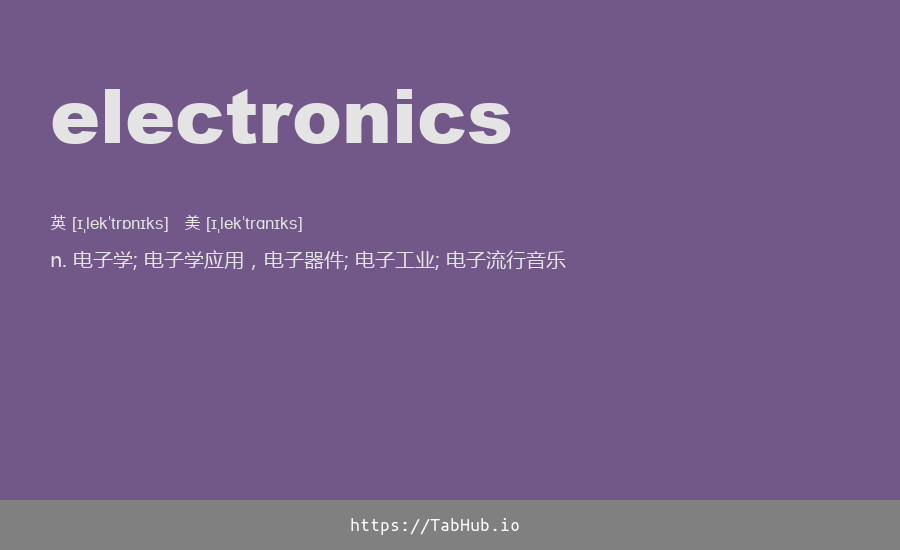 electronics
英 [ɪˌlekˈtrɒnɪks] 美 [ɪˌlekˈtrɑnɪks]
n. 电子学; 电子学应用，电子器件; 电子工业; 电子流行音乐
https://TabHub.io